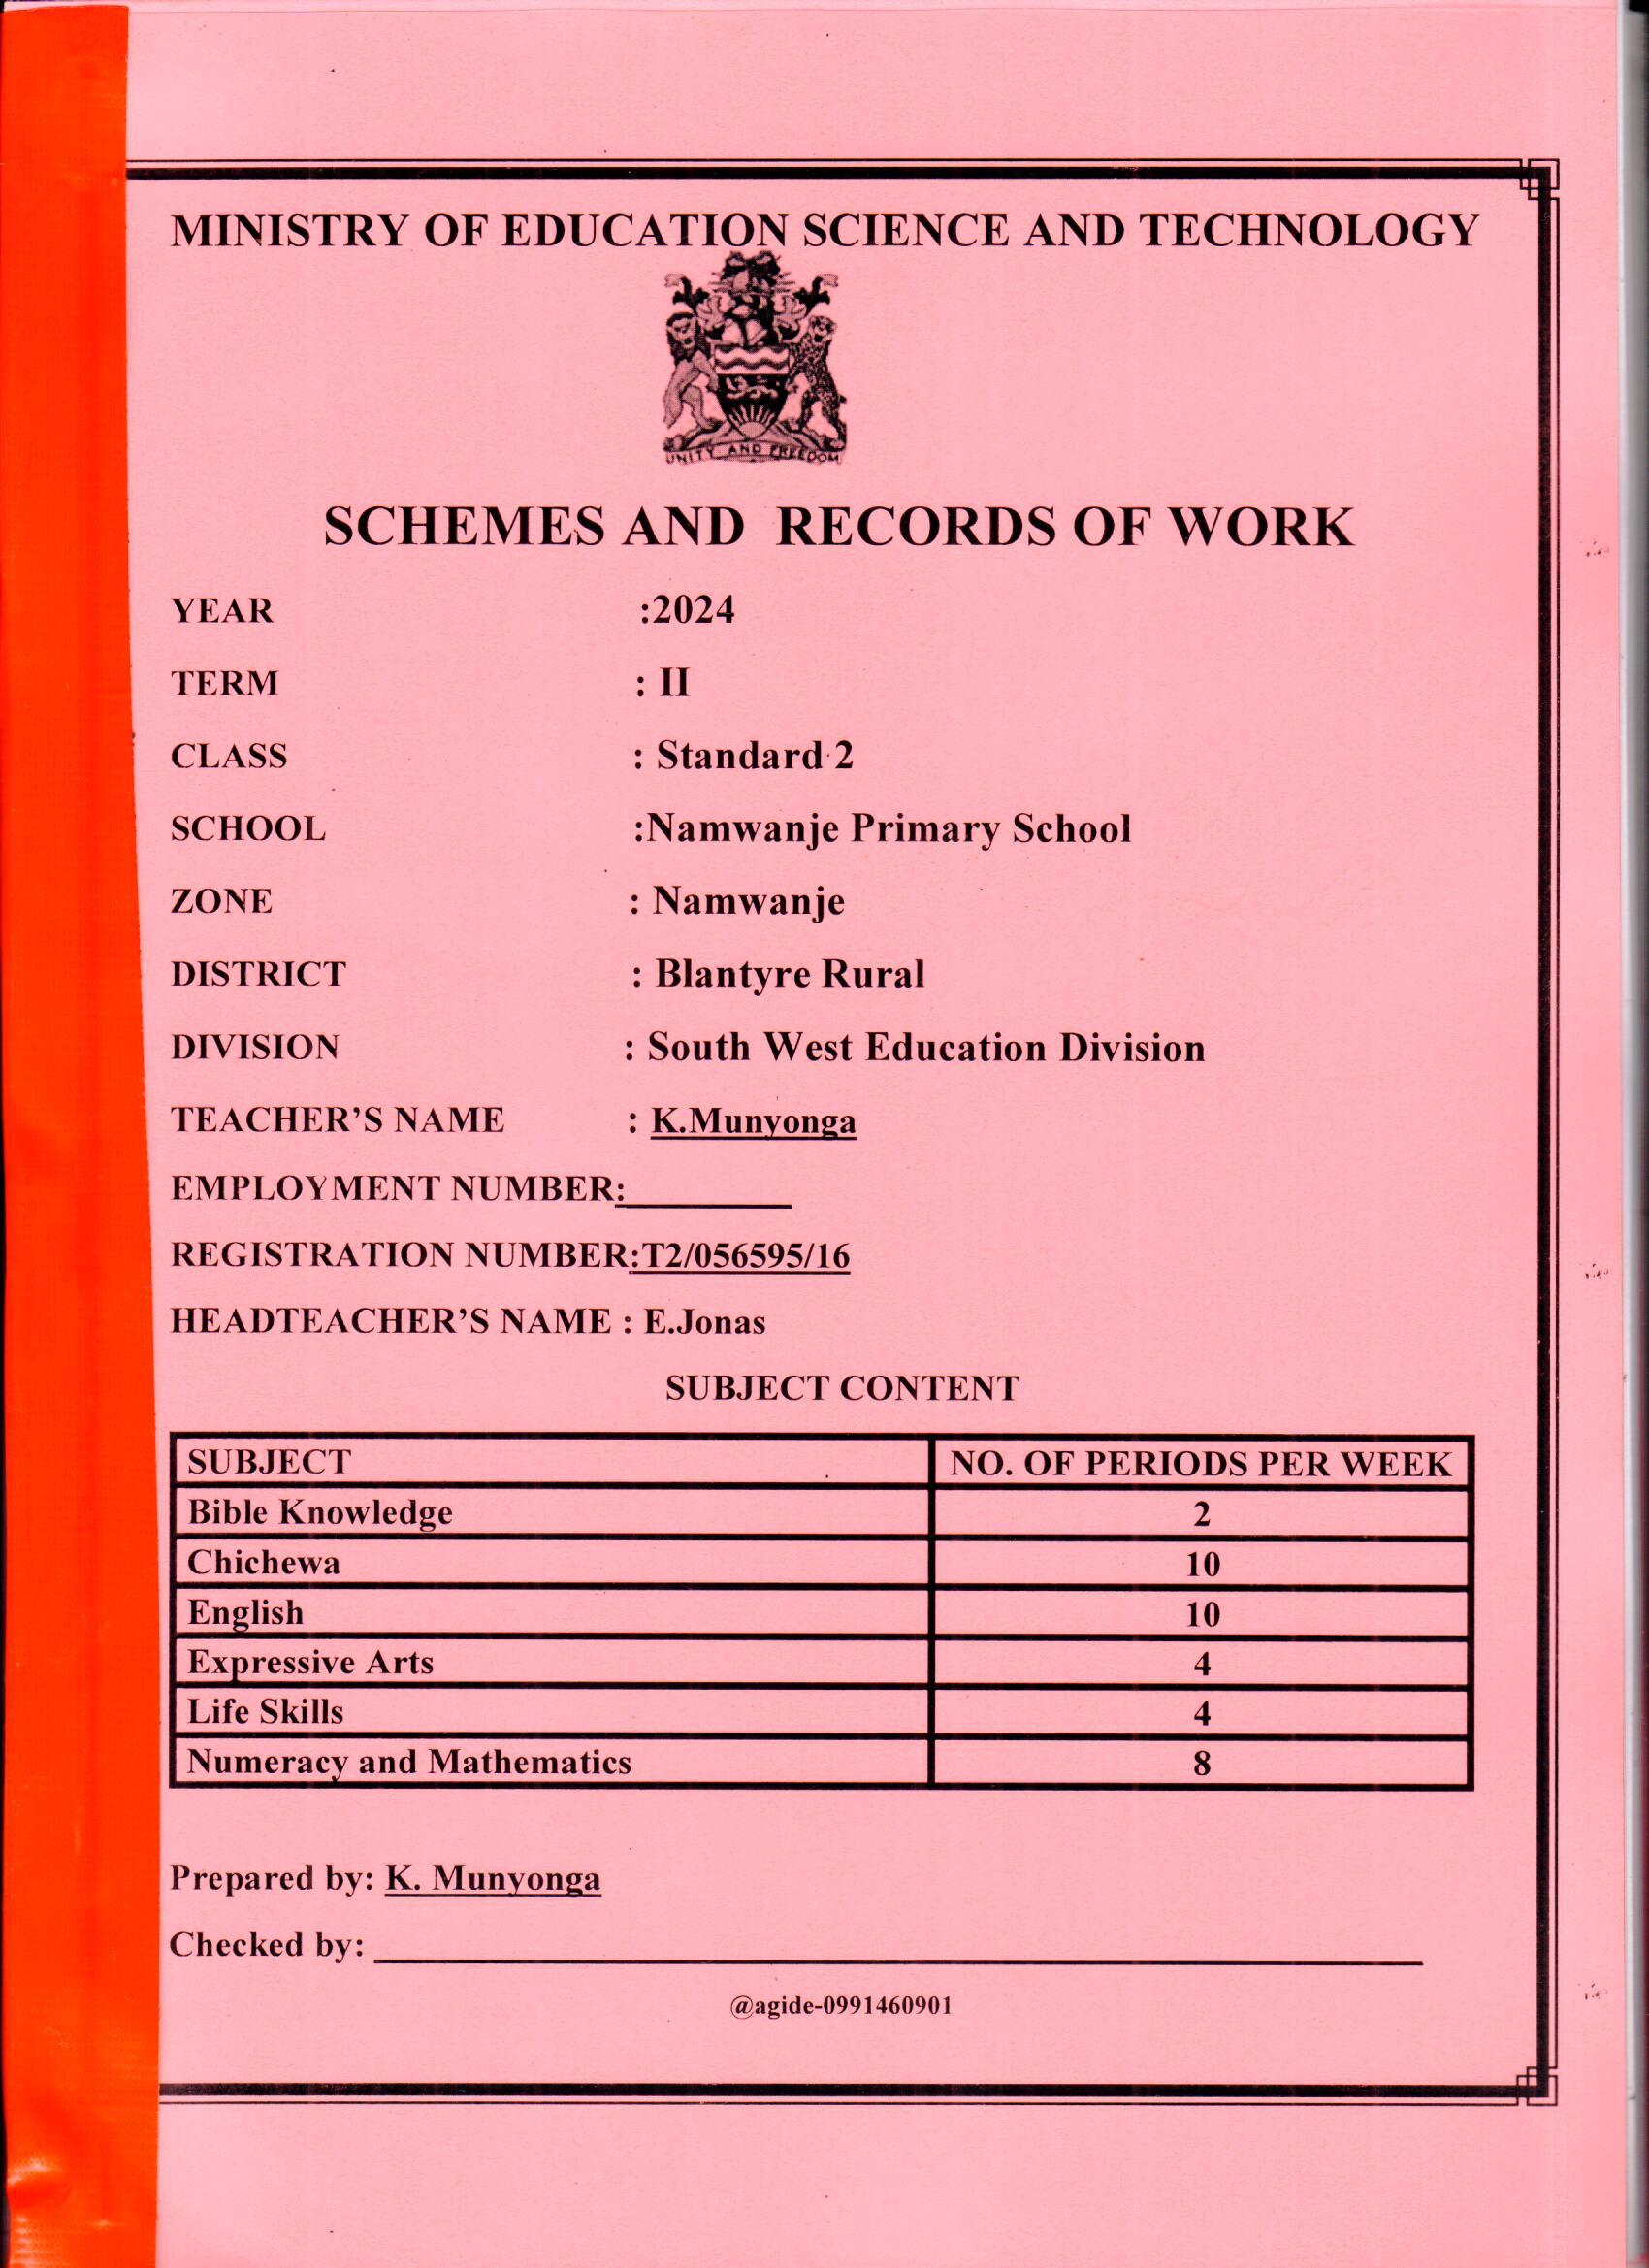 MINISTRY OF EDUCATION SCIENCE AND TECHNOLOGY
UNITY AND FREEDOM
SCHEMES AND RECORDS OF WORK
YEAR :2024
TERM : II
CLASS : Standard 2
SCHOOL :Namwanje Primary School
ZONE : Namwanje
DISTRICT : Blantyre Rural
DIVISION : South West Education Division
TEACHER’S NAME : K.Munyonga
EMPLOYMENT NUMBER:________
REGISTRATION NUMBER:T2/056595/16
HEADTEACHER’S NAME : E.Jonas
SUBJECT CONTENT
SUBJECT NO. OF PERIODS PER WEEK
Bible Knowledge 2
Chichewa 10
English 10
Expressive Arts 4
Life Skills 4
Numeracy and Mathematics 8
Prepared by: K. Munyonga
Checked by: ________
@agide-0991460901